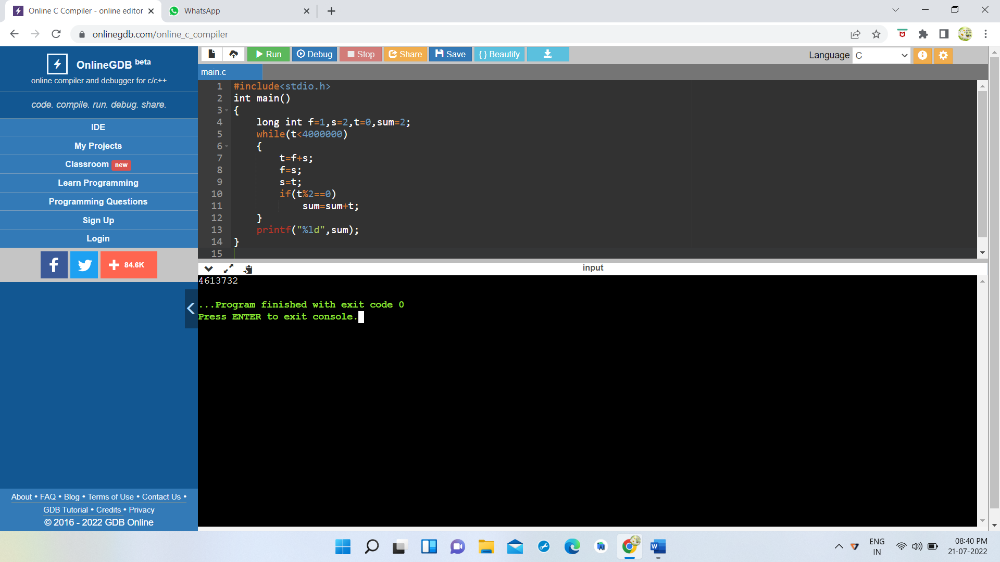 Online C Compiler - online editor
WhatsApp
onlinegdb.com/online_c_compiler
OnlineGDB beta
online compiler and debugger for c/c++
code. compile. run. debug. share.
IDE
My Projects
Classroom new
Learn Programming
Programming Questions
Sign Up
Login
84.6K
About • FAQ • Blog • Terms of Use • Contact Us •
GDB Tutorial • Credits • Privacy
© 2016 - 2022 GDB Online
Run Debug Stop Share Save { } Beautify
Language C
main.c
1 #include<stdio.h>
2 int main()
3 {
4 long int f=1,s=2,t=0,sum=2;
5 while(t<4000000)
6 {
7 t=f+s;
8 f=s;
9 s=t;
10 if(t%2==0)
11 sum=sum+t;
12 }
13 printf("%ld",sum);
14 }
15
input
4613732
...Program finished with exit code 0
Press ENTER to exit console.
ENG
IN
08:40 PM
21-07-2022